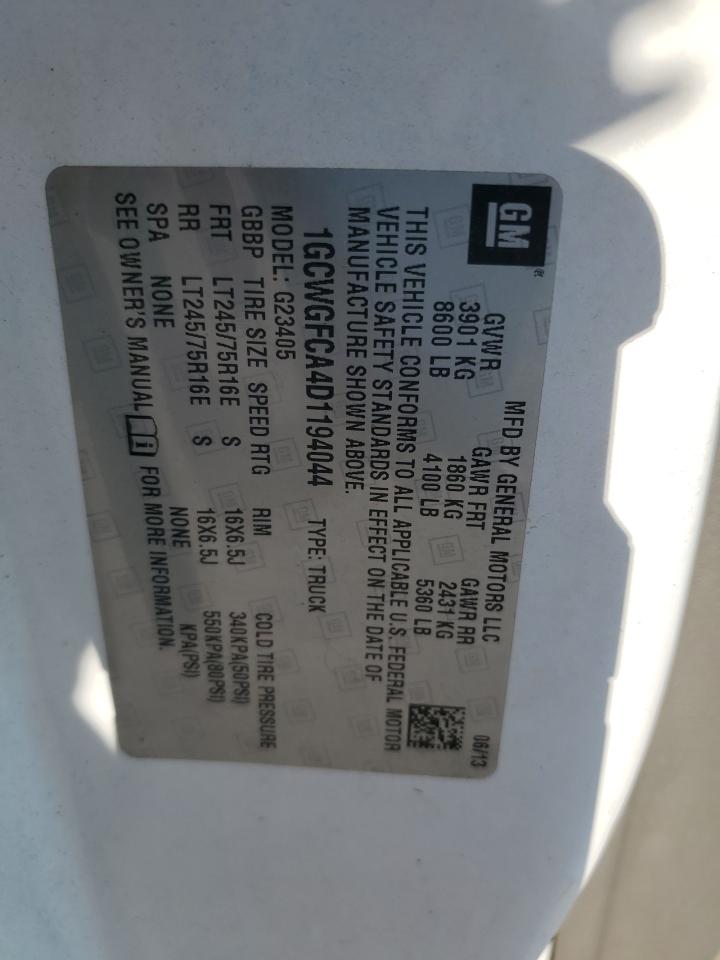 GM ®
MFD BY GENERAL MOTORS LLC 06/13
GVWR GAWR FRT GAWR RR
3901 KG 1860 KG 2431 KG
8600 LB 4100 LB 5360 LB
THIS VEHICLE CONFORMS TO ALL APPLICABLE U.S. FEDERAL MOTOR
VEHICLE SAFETY STANDARDS IN EFFECT ON THE DATE OF
MANUFACTURE SHOWN ABOVE.
1GCWGFCA4D1194044 TYPE: TRUCK
MODEL: G23405
GBBP TIRE SIZE SPEED RTG RIM COLD TIRE PRESSURE
FRT LT245/75R16E S 16X6.5J 340KPA(50PSI)
RR LT245/75R16E S 16X6.5J 550KPA(80PSI)
SPA NONE NONE KPA(PSI)
SEE OWNER'S MANUAL i FOR MORE INFORMATION.